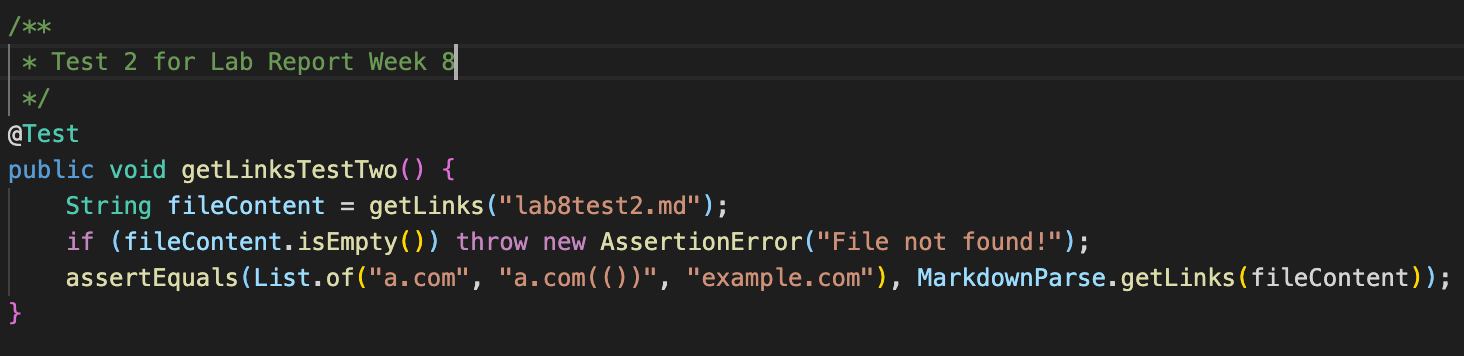 /**
 * Test 2 for Lab Report Week 8
 */
@Test
public void getLinksTestTwo() {
    String fileContent = getLinks("lab8test2.md");
    if (fileContent.isEmpty()) throw new AssertionError("File not found!");
    assertEquals(List.of("a.com", "a.com(())", "example.com"), MarkdownParse.getLinks(fileContent));
}